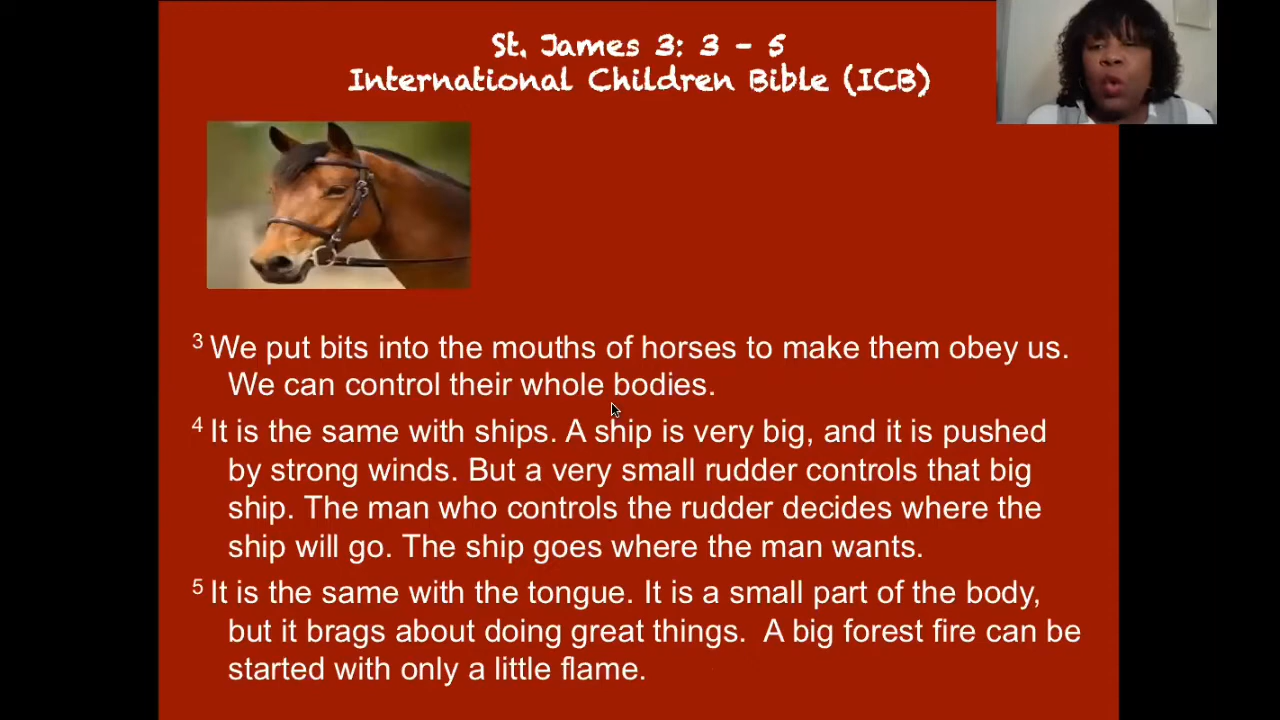 St. James 3: 3 - 5
International Children Bible (ICB)
3 We put bits into the mouths of horses to make them obey us.
We can control their whole bodies.
4 It is the same with ships. A ship is very big, and it is pushed
by strong winds. But a very small rudder controls that big
ship. The man who controls the rudder decides where the
ship will go. The ship goes where the man wants.
5 It is the same with the tongue. It is a small part of the body,
but it brags about doing great things. A big forest fire can be
started with only a little flame.